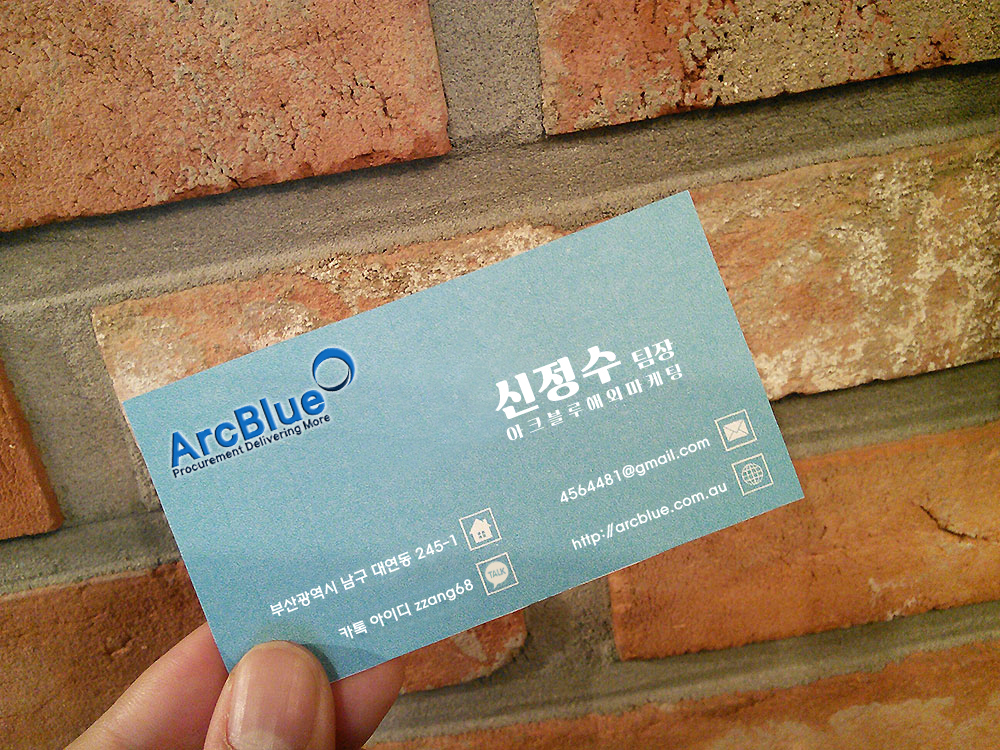 ArcBlue
Procurement Delivering More
신정수 팀장
아크블루해외마케팅
4564481@gmail.com
http://arcblue.com.au
부산광역시 남구 대연동 245-1
카톡 아이디 zzang68
TALK